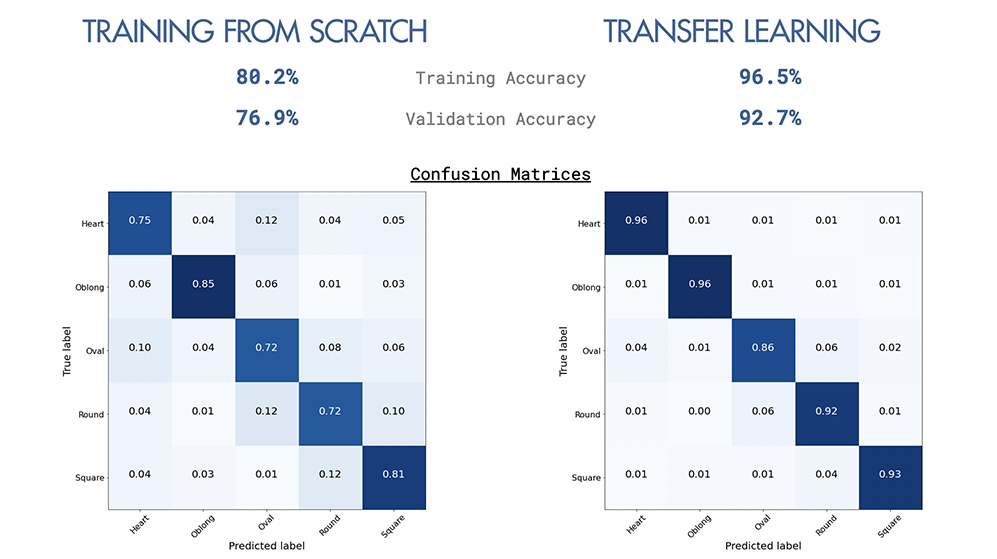 TRAINING FROM SCRATCH
TRANSFER LEARNING
80.2% Training Accuracy 96.5%
76.9% Validation Accuracy 92.7%
Confusion Matrices
True label
Heart 0.75 0.04 0.12 0.04 0.05
Oblong 0.06 0.85 0.06 0.01 0.03
Oval 0.10 0.04 0.72 0.08 0.06
Round 0.04 0.01 0.12 0.72 0.10
Square 0.04 0.03 0.01 0.12 0.81
Heart Oblong Oval Round Square
Predicted label
True label
Heart 0.96 0.01 0.01 0.01 0.01
Oblong 0.01 0.96 0.01 0.01 0.01
Oval 0.04 0.01 0.86 0.06 0.02
Round 0.01 0.00 0.06 0.92 0.01
Square 0.01 0.01 0.01 0.04 0.93
Heart Oblong Oval Round Square
Predicted label